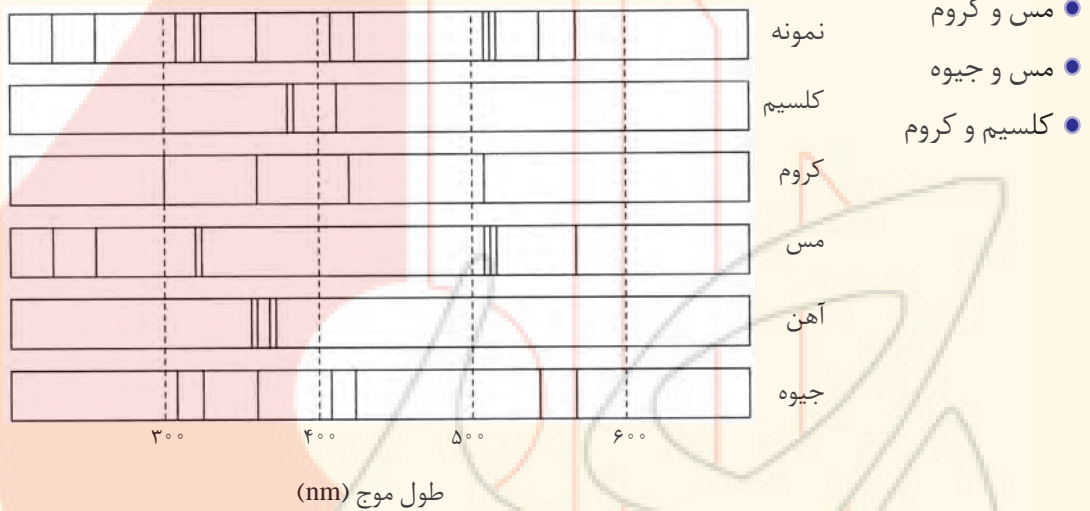 مس و کروم
مس و جیوه
کلسیم و کروم
نمونه
کلسیم
کروم
مس
آهن
جیوه
۳۰۰ ۴۰۰ ۵۰۰ ۶۰۰
طول موج (nm)